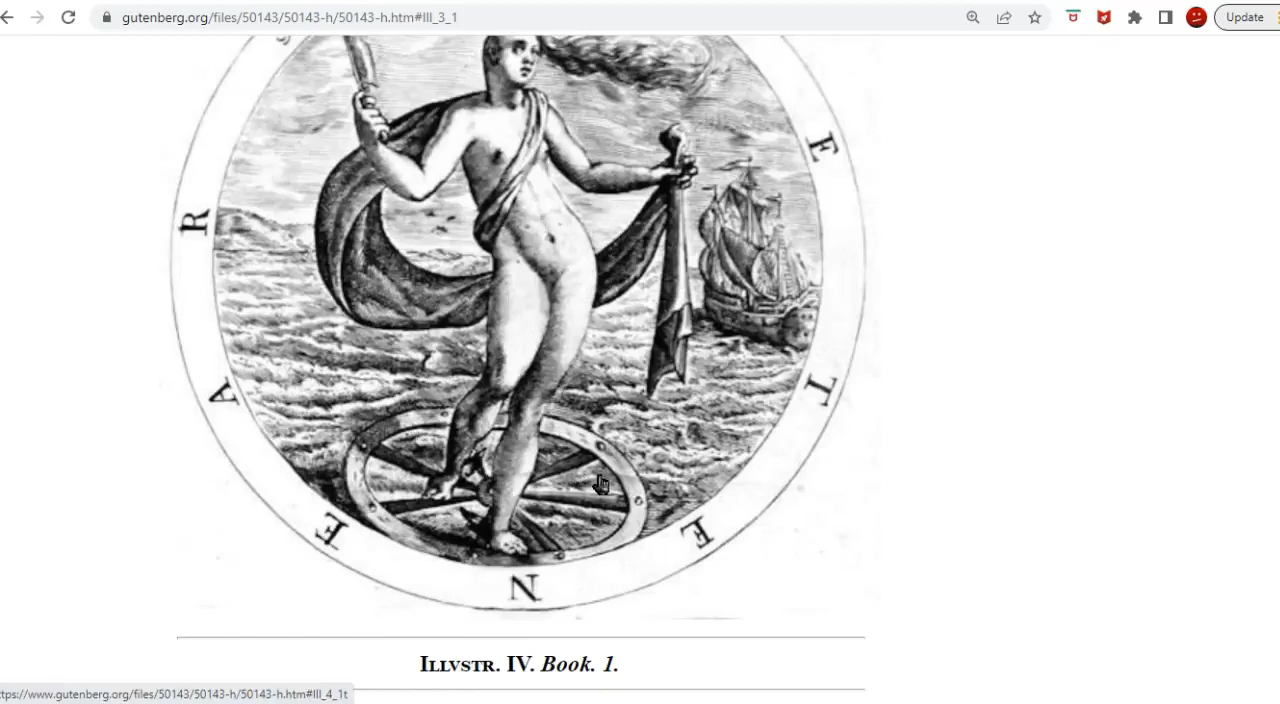 gutenberg.org/files/50143/50143-h/50143-h.htm#Ill_3_1
Update
E
R
A
T
E
E
N
Illvstr. IV. Book. 1.
ttps://www.gutenberg.org/files/50143/50143-h/50143-h.htm#Ill_4_1t